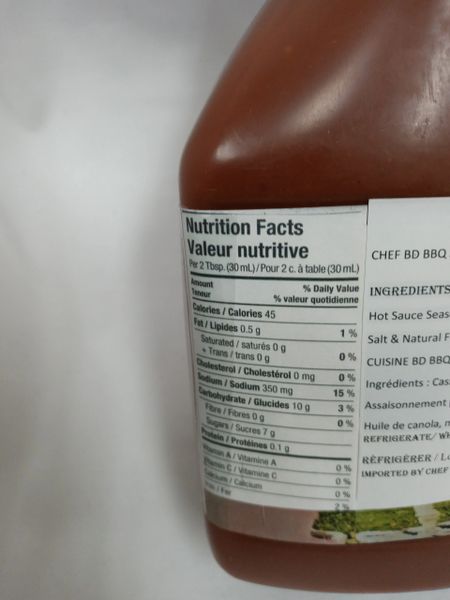 Nutrition Facts
Valeur nutritive
Per 2 Tbsp. (30 mL) / Pour 2 c. à table (30 mL)
Amount % Daily Value
Teneur % valeur quotidienne
Calories / Calories 45
Fat / Lipides 0.5 g 1 %
Saturated / saturés 0 g
+ Trans / trans 0 g 0 %
Cholesterol / Cholestérol 0 mg 0 %
Sodium / Sodium 350 mg 15 %
Carbohydrate / Glucides 10 g 3 %
Fibre / Fibres 0 g 0 %
Sugars / Sucres 7 g
Protein / Protéines 0.1 g
Vitamin A / Vitamine A 0 %
Vitamin C / Vitamine C 0 %
Calcium / Calcium 0 %
/ Fer 2 %
CHEF BD BBQ
INGREDIENTS
Hot Sauce Seas
Salt & Natural F
CUISINE BD BBQ
Ingrédients : Cas
Assaisonnement
Huile de canola, m
REFRIGERATE/ WH
RÈFRIGÈRER / L
IMPORTED BY CHEF